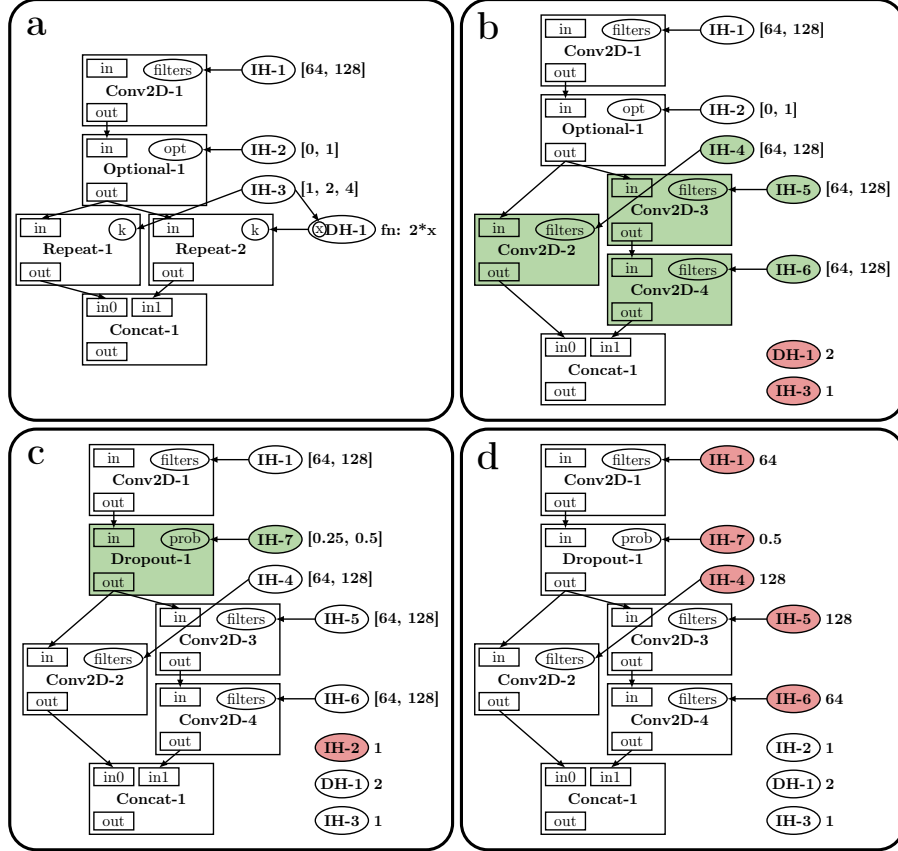 a
in filters IH-1 [64, 128]
Conv2D-1
out
in opt IH-2 [0, 1]
Optional-1
out
IH-3 [1, 2, 4]
in k in k x DH-1 fn: 2*x
Repeat-1 Repeat-2
out out
in0 in1
Concat-1
out
b
in filters IH-1 [64, 128]
Conv2D-1
out
in opt IH-2 [0, 1]
Optional-1
out
IH-4 [64, 128]
in filters IH-5 [64, 128]
Conv2D-3
out
in filters
Conv2D-2
out
in filters IH-6 [64, 128]
Conv2D-4
out
in0 in1
Concat-1
out
DH-1 2
IH-3 1
c
in filters IH-1 [64, 128]
Conv2D-1
out
in prob IH-7 [0.25, 0.5]
Dropout-1
out
IH-4 [64, 128]
in filters IH-5 [64, 128]
Conv2D-3
out
in filters
Conv2D-2
out
in filters IH-6 [64, 128]
Conv2D-4
out
IH-2 1
in0 in1
Concat-1
out
DH-1 2
IH-3 1
d
in filters IH-1 64
Conv2D-1
out
in prob IH-7 0.5
Dropout-1
out
IH-4 128
in filters IH-5 128
Conv2D-3
out
in filters
Conv2D-2
out
in filters IH-6 64
Conv2D-4
out
IH-2 1
in0 in1
Concat-1
out
DH-1 2
IH-3 1